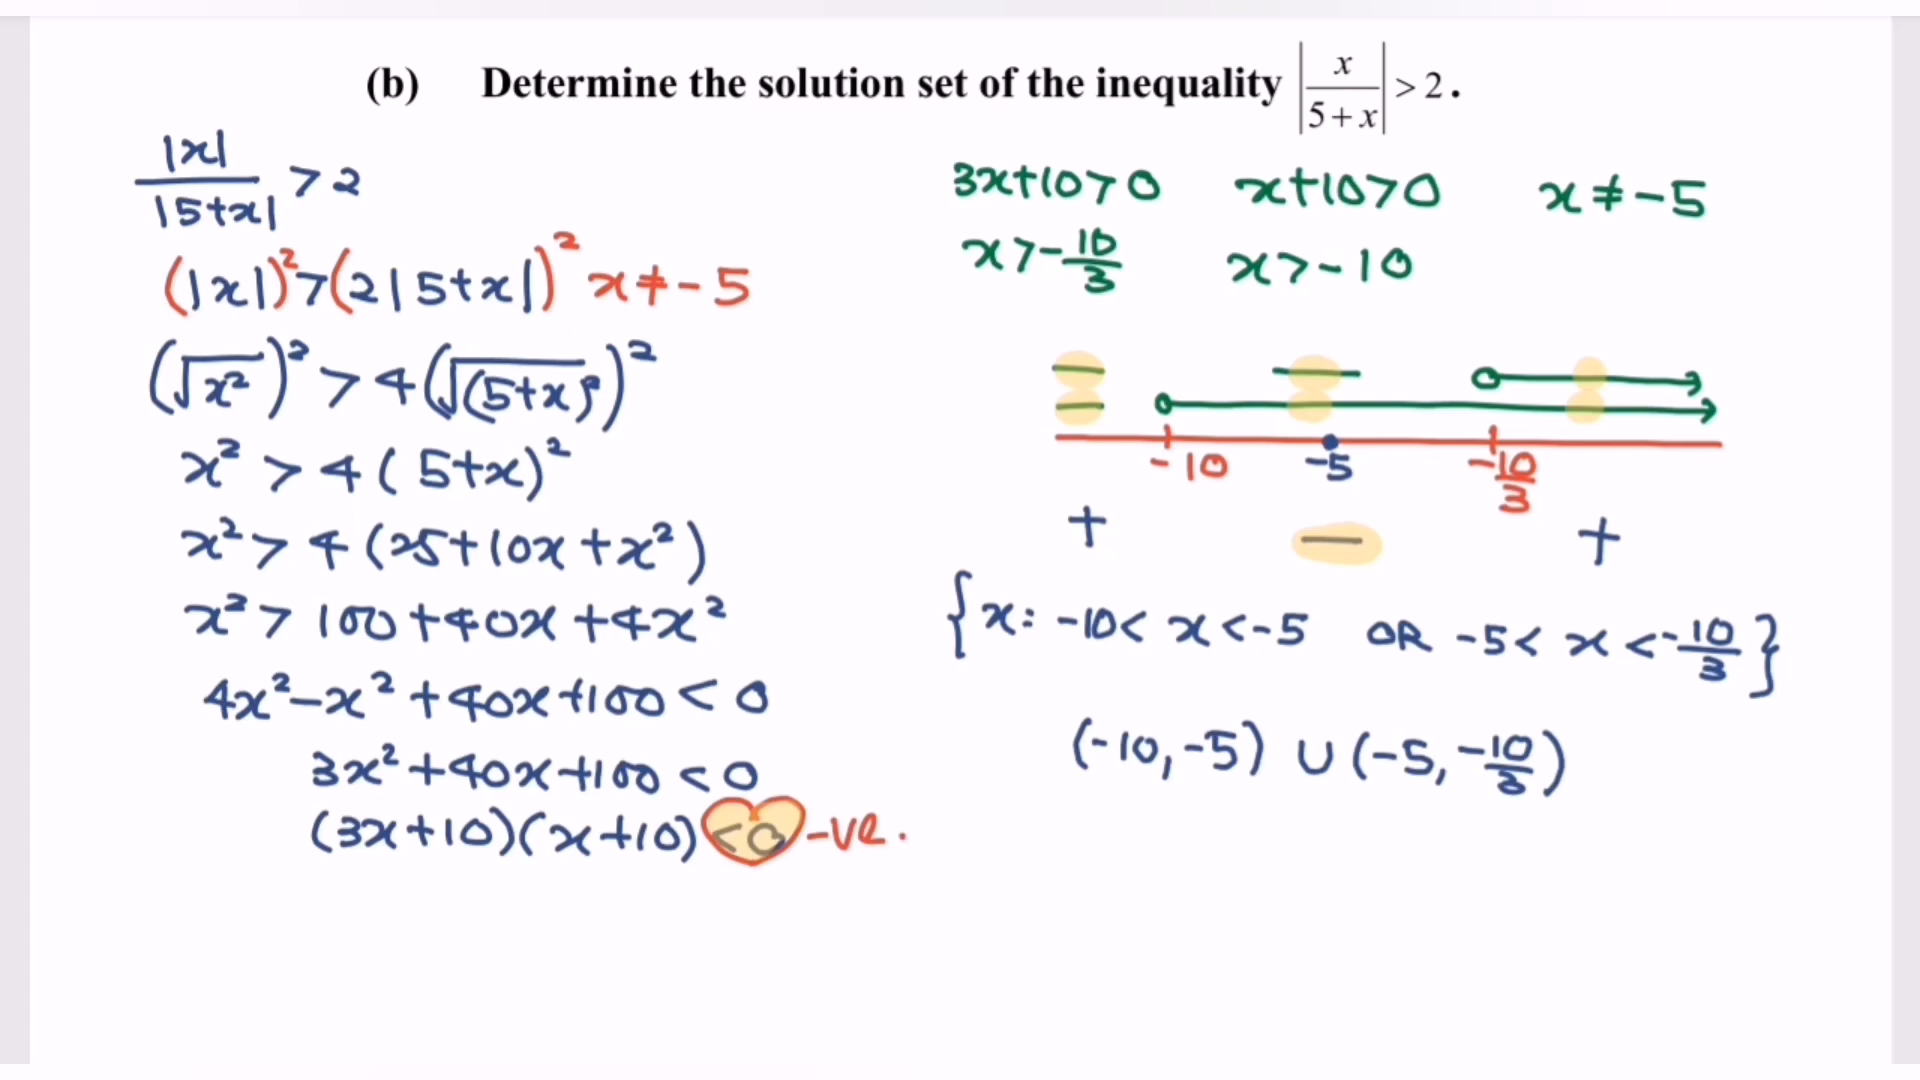 (b) Determine the solution set of the inequality |x/(5+x)| > 2.
|x|/|5+x| > 2
(|x|)² > (2|5+x|)² x ≠ -5
(√x²)² > 4(√(5+x)²)²
x² > 4(5+x)²
x² > 4(25+10x+x²)
x² > 100+40x+4x²
4x²-x²+40x+100 < 0
3x²+40x+100 < 0
(3x+10)(x+10) < 0 -ve.
3x+10>0 x+10>0 x ≠ -5
x > -10/3 x > -10
-10 -5 -10/3
+ − +
{x: -10 < x < -5 OR -5 < x < -10/3}
(-10, -5) ∪ (-5, -10/3)